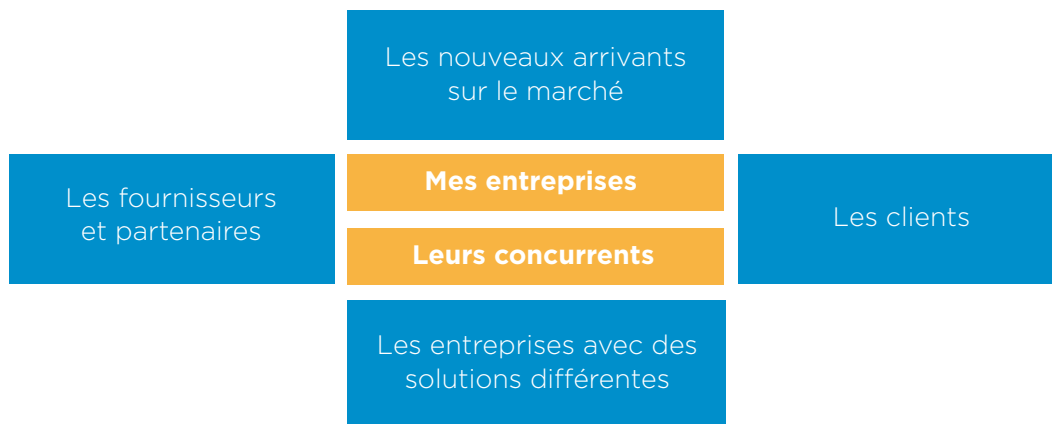 Les nouveaux arrivants
sur le marché
Mes entreprises
Les fournisseurs
et partenaires
Les clients
Leurs concurrents
Les entreprises avec des
solutions différentes